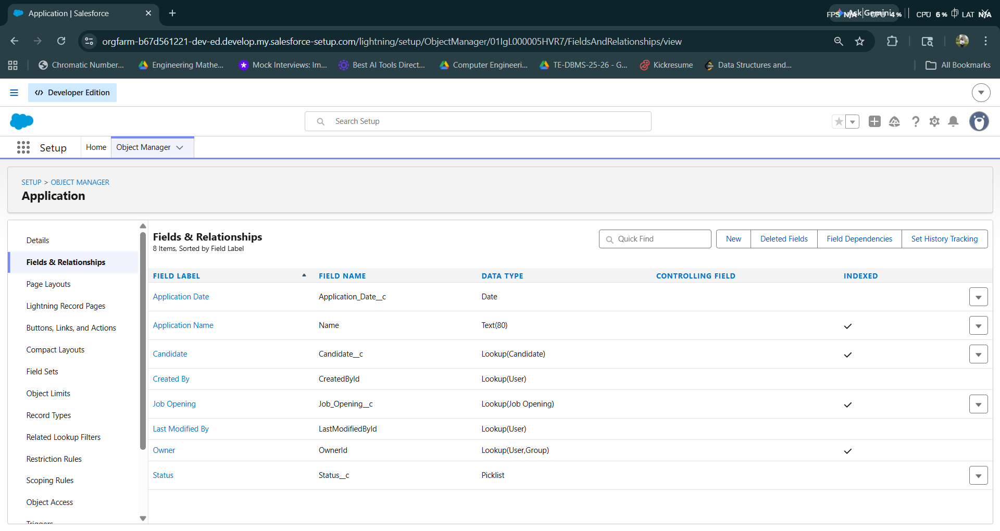 Application | Salesforce
Ask Gemini
FPS N/A GPU 4% CPU 6% LAT N/A
orgfarm-b67d561221-dev-ed.develop.my.salesforce-setup.com/lightning/setup/ObjectManager/01IgL000005HVR7/FieldsAndRelationships/view
Chromatic Number... Engineering Mathe... Mock Interviews: Im... Best AI Tools Direct... Computer Engineeri... TE-DBMS-25-26 - G... Kickresume Data Structures and... All Bookmarks
Developer Edition
Search Setup
Setup Home Object Manager
SETUP > OBJECT MANAGER
Application
Details
Fields & Relationships
Page Layouts
Lightning Record Pages
Buttons, Links, and Actions
Compact Layouts
Field Sets
Object Limits
Record Types
Related Lookup Filters
Restriction Rules
Scoping Rules
Object Access
Triggers
Fields & Relationships
8 Items, Sorted by Field Label
Quick Find New Deleted Fields Field Dependencies Set History Tracking
FIELD LABEL FIELD NAME DATA TYPE CONTROLLING FIELD INDEXED
Application Date Application_Date__c Date
Application Name Name Text(80)
Candidate Candidate__c Lookup(Candidate)
Created By CreatedById Lookup(User)
Job Opening Job_Opening__c Lookup(Job Opening)
Last Modified By LastModifiedById Lookup(User)
Owner OwnerId Lookup(User,Group)
Status Status__c Picklist